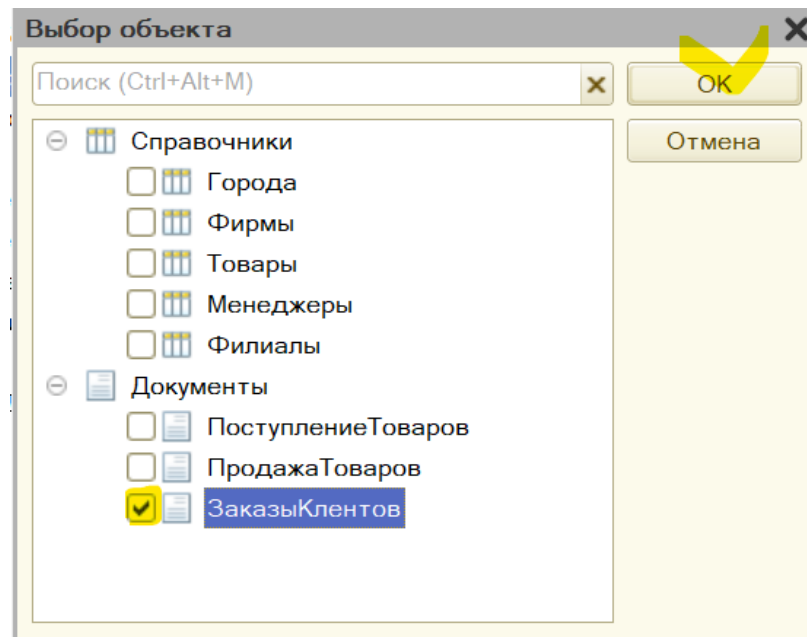 Выбор объекта
Поиск (Ctrl+Alt+M)
OK
Отмена
Справочники
Города
Фирмы
Товары
Менеджеры
Филиалы
Документы
ПоступлениеТоваров
ПродажаТоваров
ЗаказыКлентов